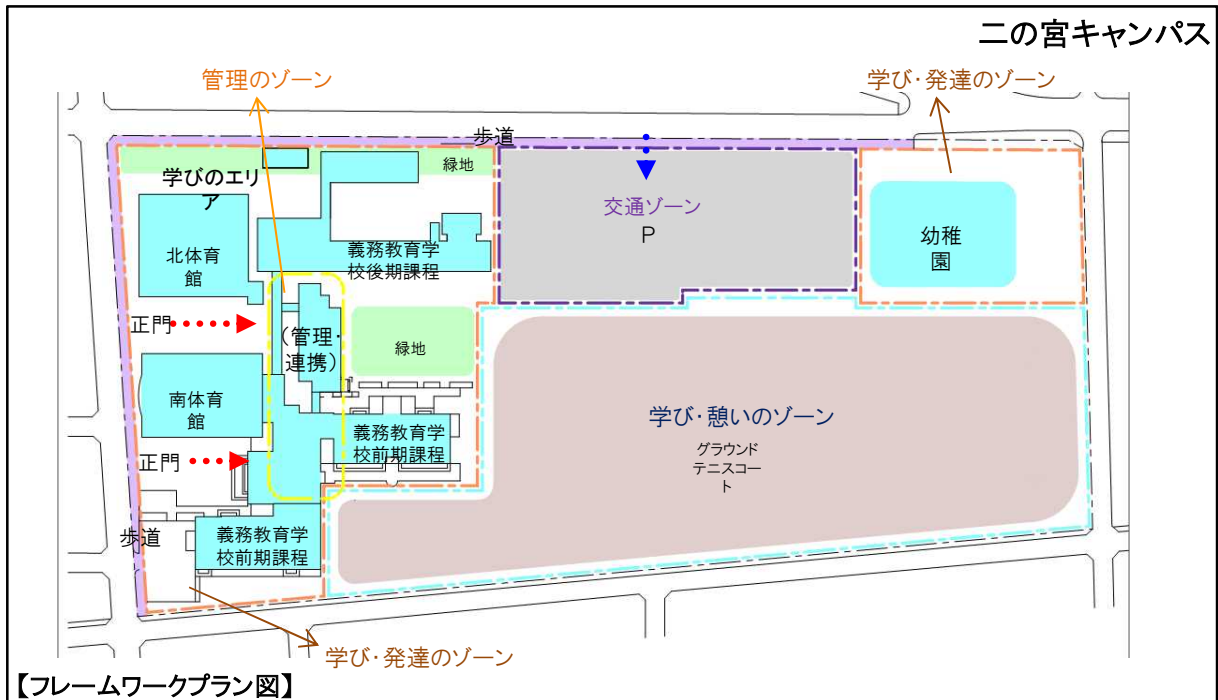 二の宮キャンパス
管理のゾーン
学び・発達のゾーン
歩道
緑地
学びのエリ
ア
交通ゾーン
P
幼稚
園
北体育
館
義務教育学
校後期課程
正門
(管理・
連携)
緑地
南体育
館
学び・憩いのゾーン
義務教育学
校前期課程
グラウンド
テニスコー
ト
正門
歩道
義務教育学
校前期課程
学び・発達のゾーン
【フレームワークプラン図】